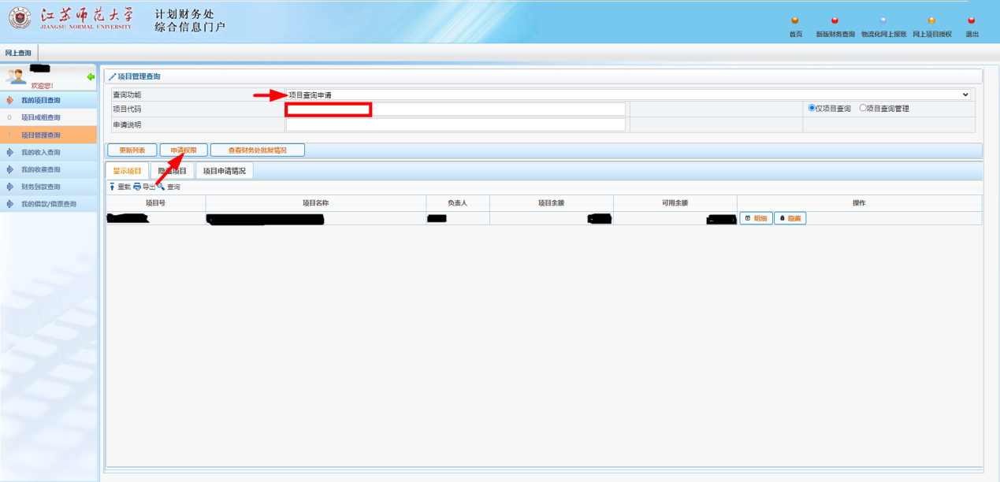 江苏师范大学
JIANGSU NORMAL UNIVERSITY
计划财务处
综合信息门户
首页 新版财务查询 物流化网上报账 网上项目授权 退出
网上查询
欢迎您!
我的项目查询
项目成组查询
项目管理查询
我的收入查询
我的收费查询
财务到款查询
我的借款/借票查询
项目管理查询
查询功能 项目查询申请
项目代码 仅项目查询 项目查询管理
申请说明
更新列表 申请权限 查看财务处批复情况
显示项目 隐藏项目 项目申请情况
重载 导出 查询
项目号 项目名称 负责人 项目余额 可用余额 操作
明细 隐藏